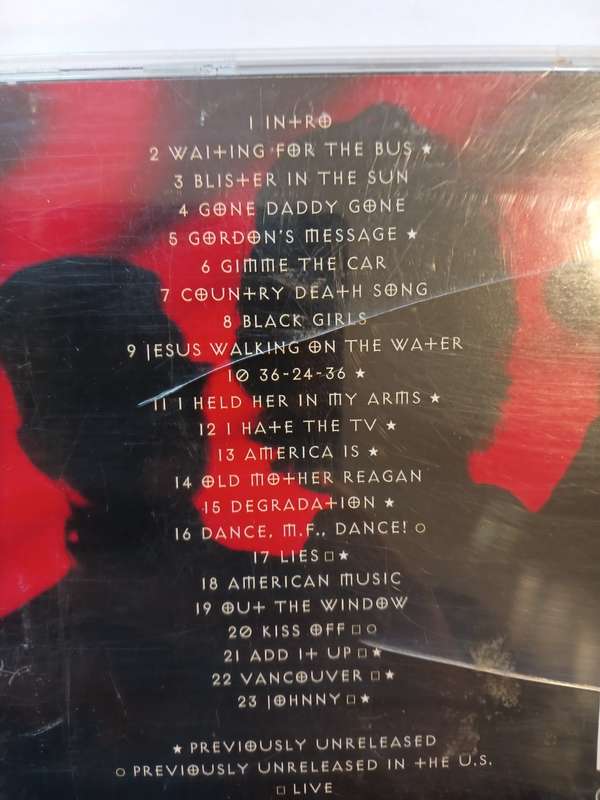 1 INTRO
2 WAITING FOR THE BUS ★
3 BLISTER IN THE SUN
4 GONE DADDY GONE
5 GORDON'S MESSAGE ★
6 GIMME THE CAR
7 COUNTRY DEATH SONG
8 BLACK GIRLS
9 JESUS WALKING ON THE WATER
10 36-24-36 ★
11 I HELD HER IN MY ARMS ★
12 I HATE THE TV ★
13 AMERICA IS ★
14 OLD MOTHER REAGAN
15 DEGRADATION ★
16 DANCE, M.F., DANCE! ○
17 LIES □ ★
18 AMERICAN MUSIC
19 OUT THE WINDOW
20 KISS OFF □ ○
21 ADD IT UP □ ★
22 VANCOUVER □ ★
23 JOHNNY □ ★
★ PREVIOUSLY UNRELEASED
○ PREVIOUSLY UNRELEASED IN THE U.S.
□ LIVE